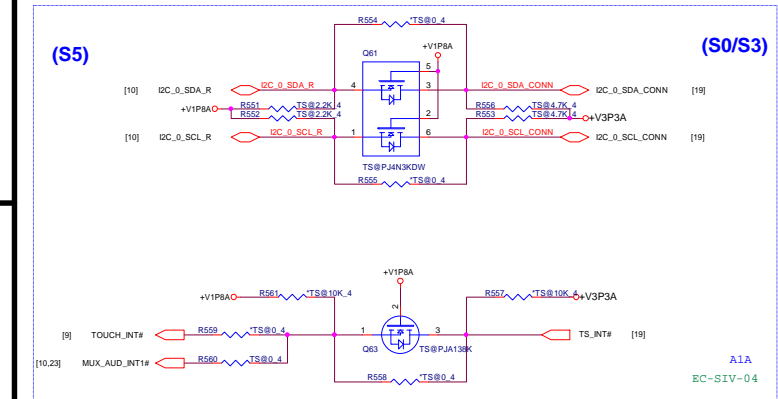 R554 *TS@0_4
(S5)
(S0/S3)
Q61
+V1P8A
5
[10] I2C_0_SDA_R I2C_0_SDA_R 4 3 I2C_0_SDA_CONN I2C_0_SDA_CONN [19]
+V1P8A R551 TS@2.2K_4 R556 TS@4.7K_4
R552 TS@2.2K_4 2 R553 TS@4.7K_4 +V3P3A
[10] I2C_0_SCL_R I2C_0_SCL_R 1 6 I2C_0_SCL_CONN I2C_0_SCL_CONN [19]
TS@PJ4N3KDW
R555 *TS@0_4
+V1P8A
+V1P8A R561 *TS@10K_4 R557 *TS@10K_4 +V3P3A
2
[9] TOUCH_INT# R559 *TS@0_4 1 3 TS_INT# [19]
Q63 TS@PJA138K
[10,23] MUX_AUD_INT1# R560 TS@0_4
R558 *TS@0_4
A1A
EC-SIV-04